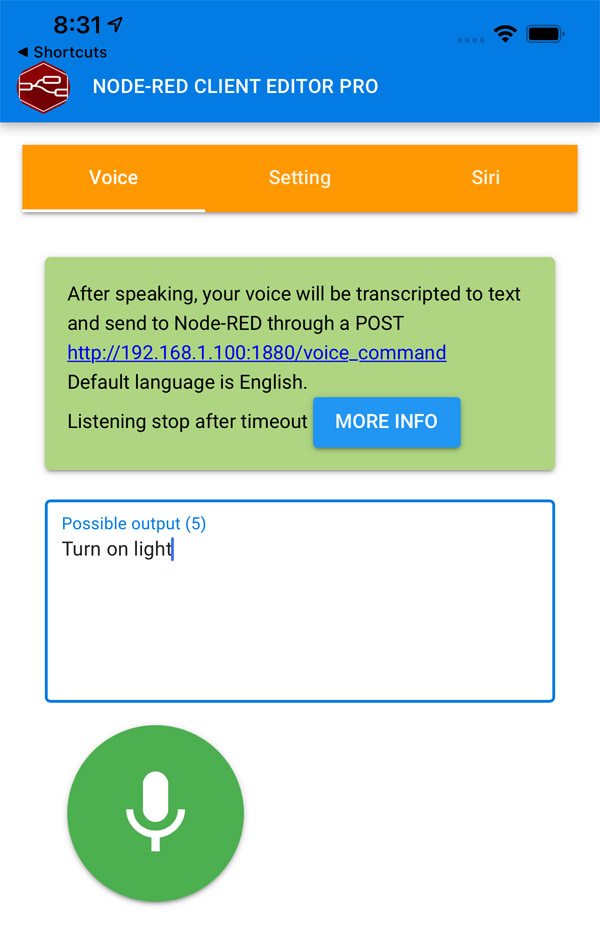 8:31
◀ Shortcuts
NODE-RED CLIENT EDITOR PRO
Voice Setting Siri
After speaking, your voice will be transcripted to text
and send to Node-RED through a POST
http://192.168.1.100:1880/voice_command
Default language is English.
Listening stop after timeout MORE INFO
Possible output (5)
Turn on light